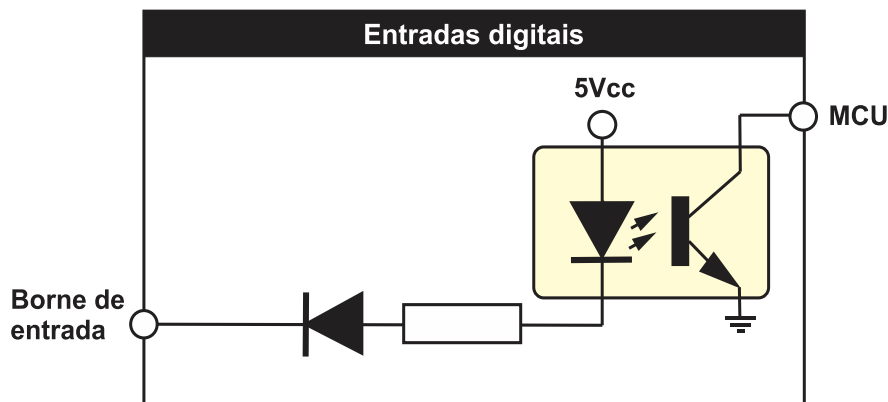 Entradas digitais
5Vcc
MCU
Borne de
entrada